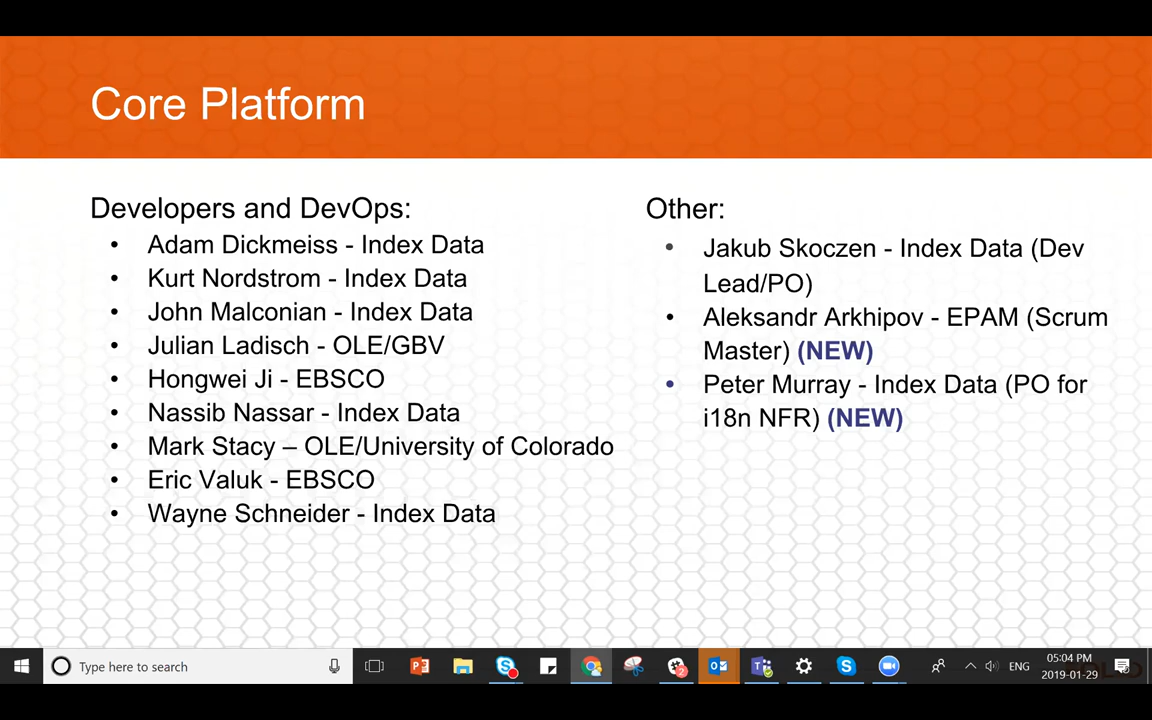 Core Platform
Developers and DevOps:
• Adam Dickmeiss - Index Data
• Kurt Nordstrom - Index Data
• John Malconian - Index Data
• Julian Ladisch - OLE/GBV
• Hongwei Ji - EBSCO
• Nassib Nassar - Index Data
• Mark Stacy – OLE/University of Colorado
• Eric Valuk - EBSCO
• Wayne Schneider - Index Data
Other:
• Jakub Skoczen - Index Data (Dev
Lead/PO)
• Aleksandr Arkhipov - EPAM (Scrum
Master) (NEW)
• Peter Murray - Index Data (PO for
i18n NFR) (NEW)
Type here to search
ENG
05:04 PM
2019-01-29